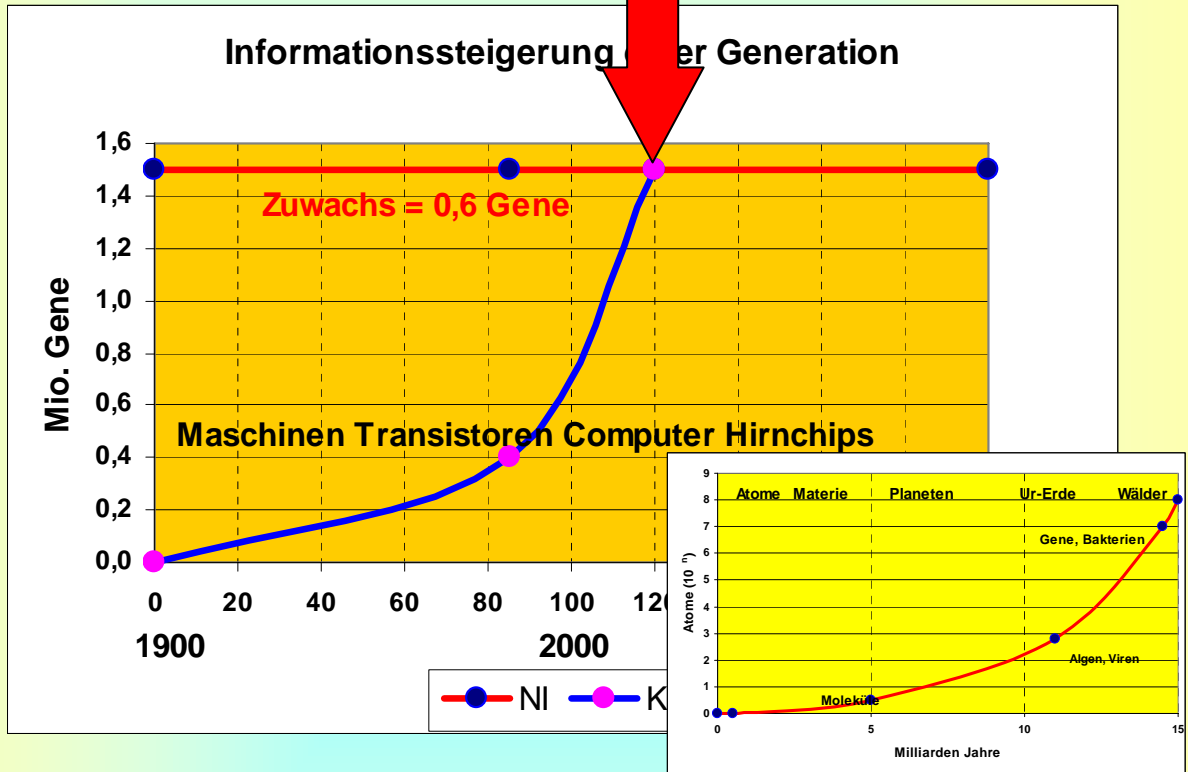 Informationssteigerung er Generation
1,6
1,4
1,2
1,0
0,8
0,6
0,4
0,2
0,0
Mio. Gene
Zuwachs = 0,6 Gene
Maschinen Transistoren Computer Hirnchips
0 20 40 60 80 100 120
1900 2000
NI K
9
8
7
6
5
4
3
2
1
0
Atome (10 n)
Atome Materie Planeten Ur-Erde Wälder
Gene, Bakterien
Algen, Viren
Moleküle
0 5 10 15
Milliarden Jahre